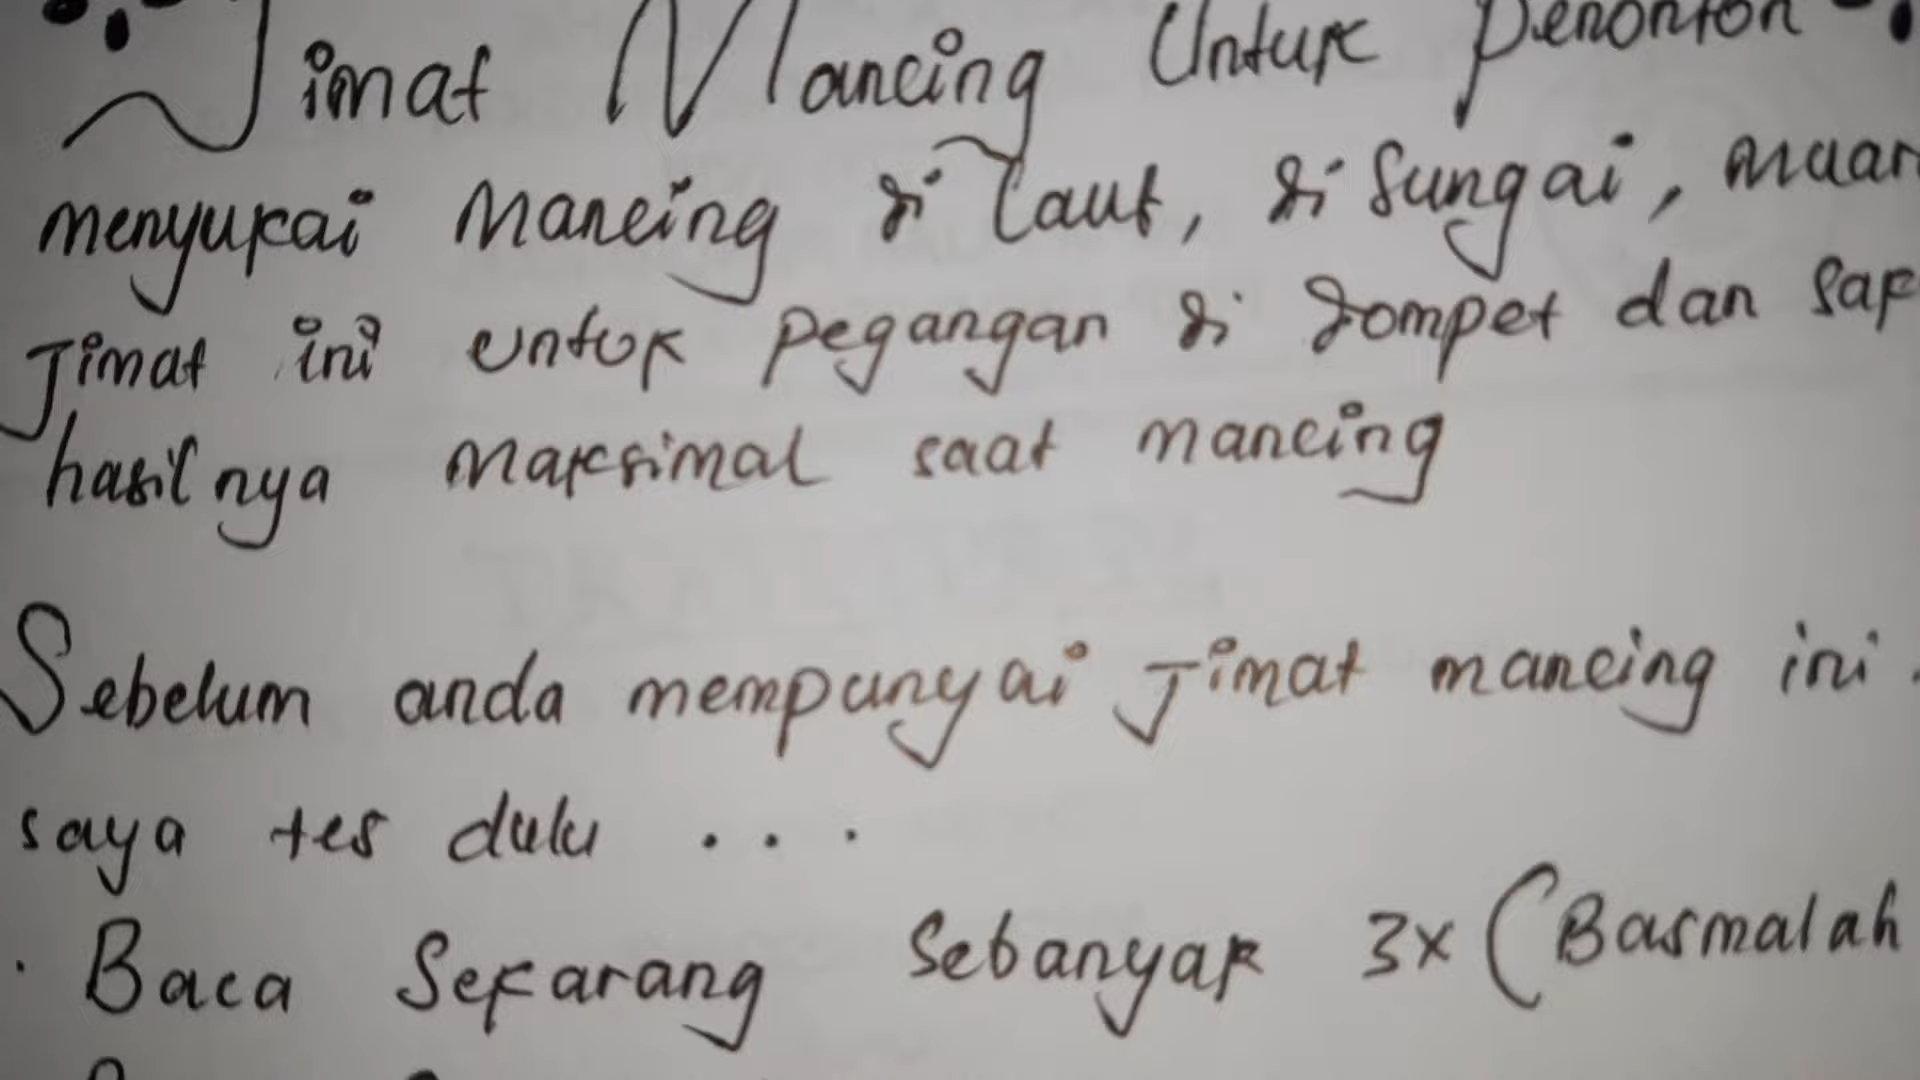 Jimat Mancing Untuk penonton
menyukai Mancing di laut, di sungai,
Jimat ini untuk pegangan di dompet dan
hasilnya maksimal saat mancing
Sebelum anda mempunyai Jimat mancing ini
saya tes dulu ...
· Baca Sekarang Sebanyak 3x (Basmalah